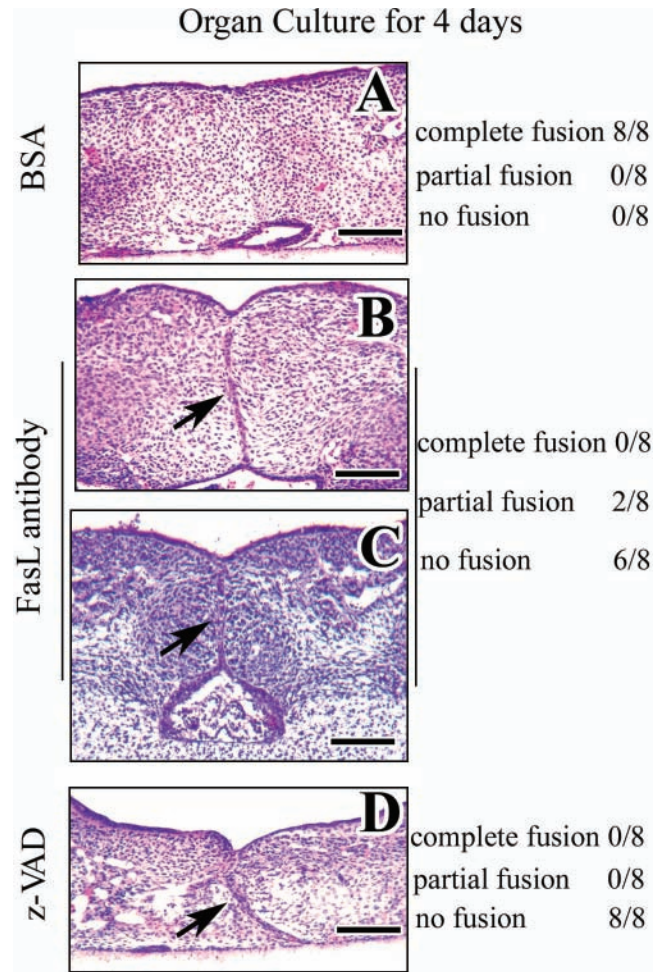 Organ Culture for 4 days
BSA
A
complete fusion 8/8
partial fusion 0/8
no fusion 0/8
FasL antibody
B
C
complete fusion 0/8
partial fusion 2/8
no fusion 6/8
z-VAD
D
complete fusion 0/8
partial fusion 0/8
no fusion 8/8